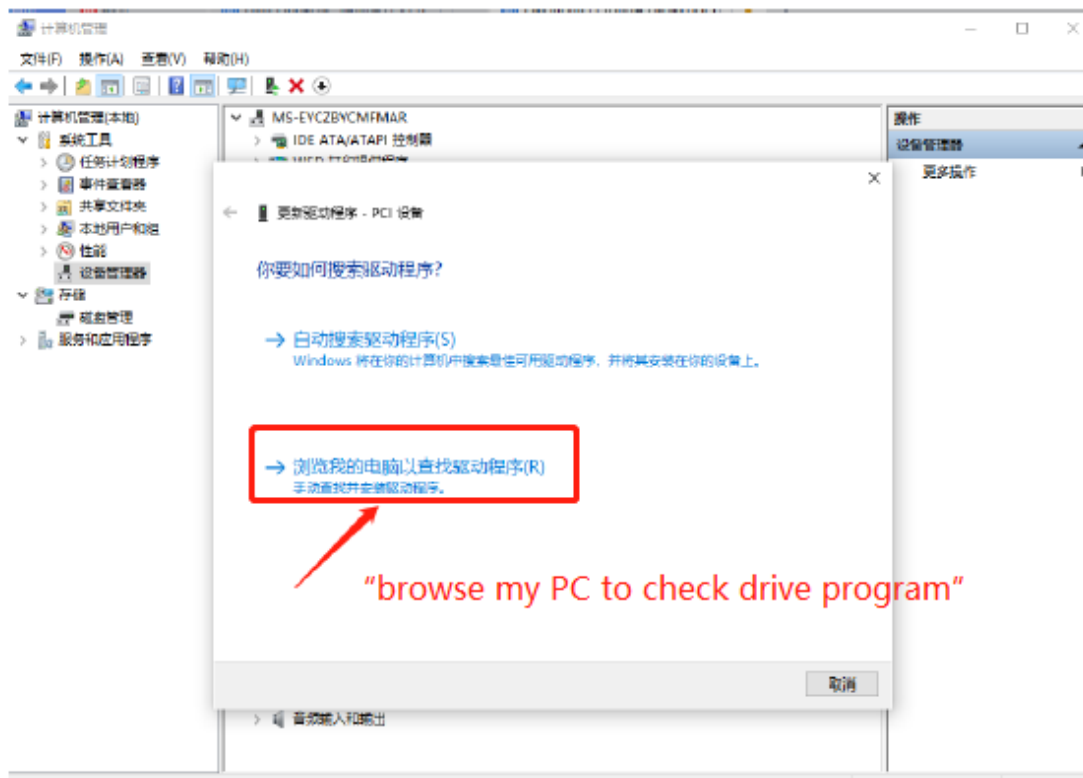 计算机管理
文件(F) 操作(A) 查看(V) 帮助(H)
计算机管理(本地)
系统工具
任务计划程序
事件查看器
共享文件夹
本地用户和组
性能
设备管理器
存储
磁盘管理
服务和应用程序
MS-EYCZBYCMFMAR
IDE ATA/ATAPI 控制器
操作
设备管理器
更多操作
更新驱动程序 - PCI 设备
你要如何搜索驱动程序?
自动搜索驱动程序(S)
Windows 将在你的计算机中搜索最佳可用驱动程序，并将其安装在你的设备上。
浏览我的电脑以查找驱动程序(R)
手动查找并安装驱动程序。
“browse my PC to check drive program”
取消
音频输入和输出